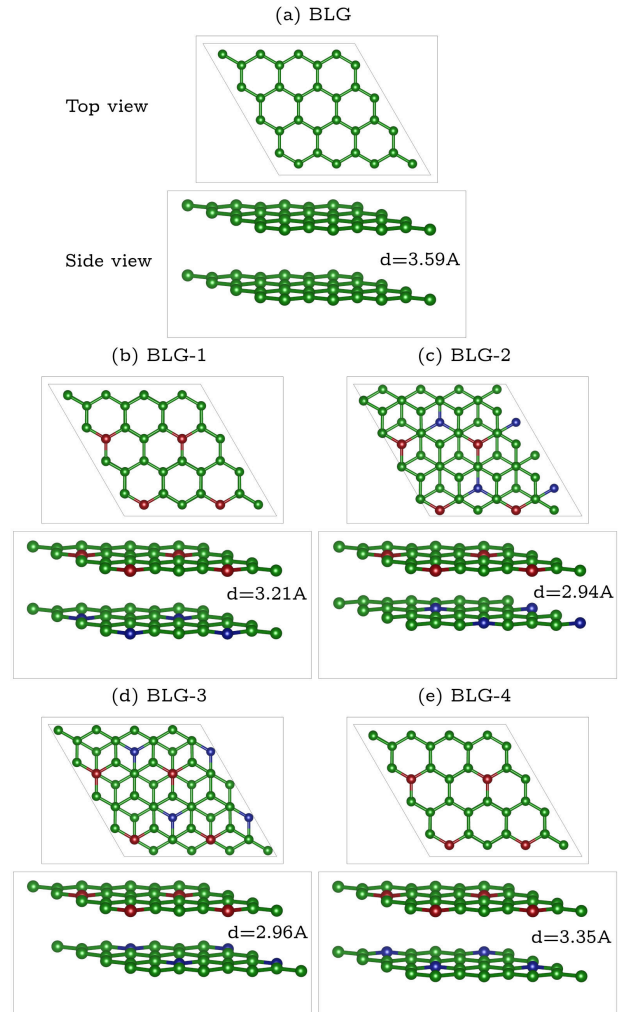 (a) BLG
Top view
Side view
d=3.59A
(b) BLG-1
(c) BLG-2
d=3.21A
d=2.94A
(d) BLG-3
(e) BLG-4
d=2.96A
d=3.35A